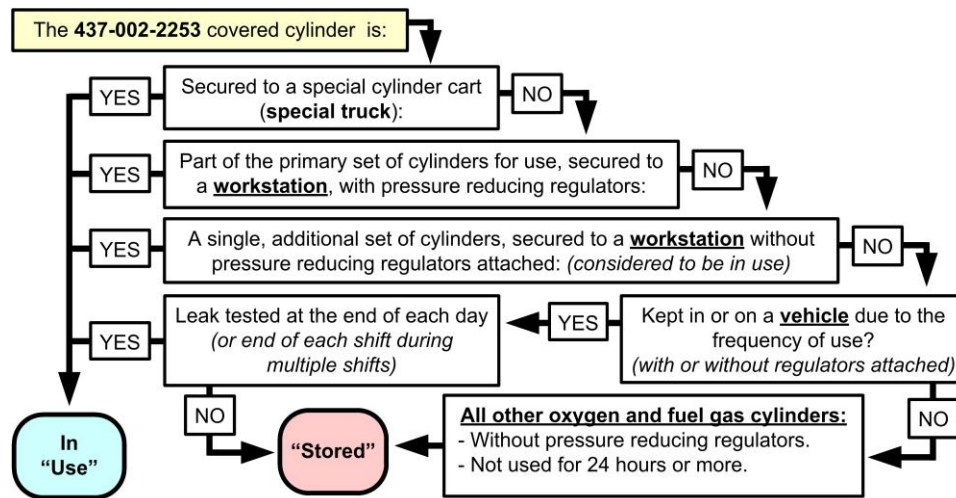 The 437-002-2253 covered cylinder is:
YES
Secured to a special cylinder cart
(special truck):
NO
YES
Part of the primary set of cylinders for use, secured to
a workstation, with pressure reducing regulators:
NO
YES
A single, additional set of cylinders, secured to a workstation without
pressure reducing regulators attached: (considered to be in use)
NO
YES
Leak tested at the end of each day
(or end of each shift during
multiple shifts)
YES
Kept in or on a vehicle due to the
frequency of use?
(with or without regulators attached)
NO
NO
In
“Use”
“Stored”
All other oxygen and fuel gas cylinders:
- Without pressure reducing regulators.
- Not used for 24 hours or more.